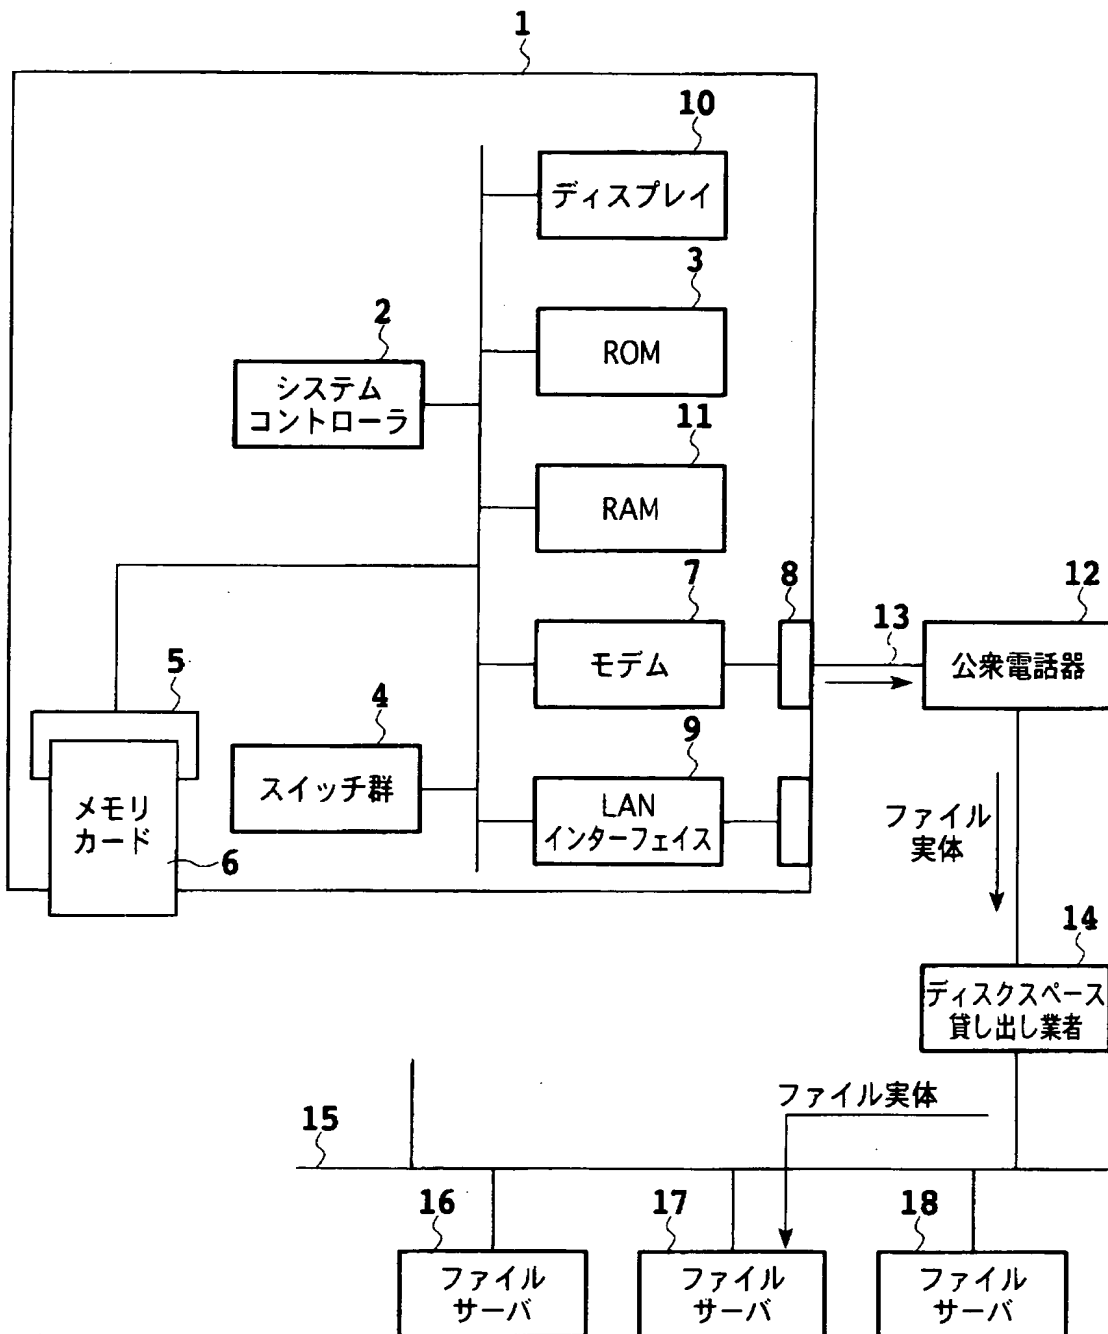 1
10
ディスプレイ
3
ROM
2
システム
コントローラ
11
RAM
7
モデム
8
13
12
公衆電話器
5
4
スイッチ群
9
LAN
インターフェイス
メモリ
カード
6
ファイル
実体
14
ディスクスペース
貸し出し業者
ファイル実体
15
16
ファイル
サーバ
17
ファイル
サーバ
18
ファイル
サーバ